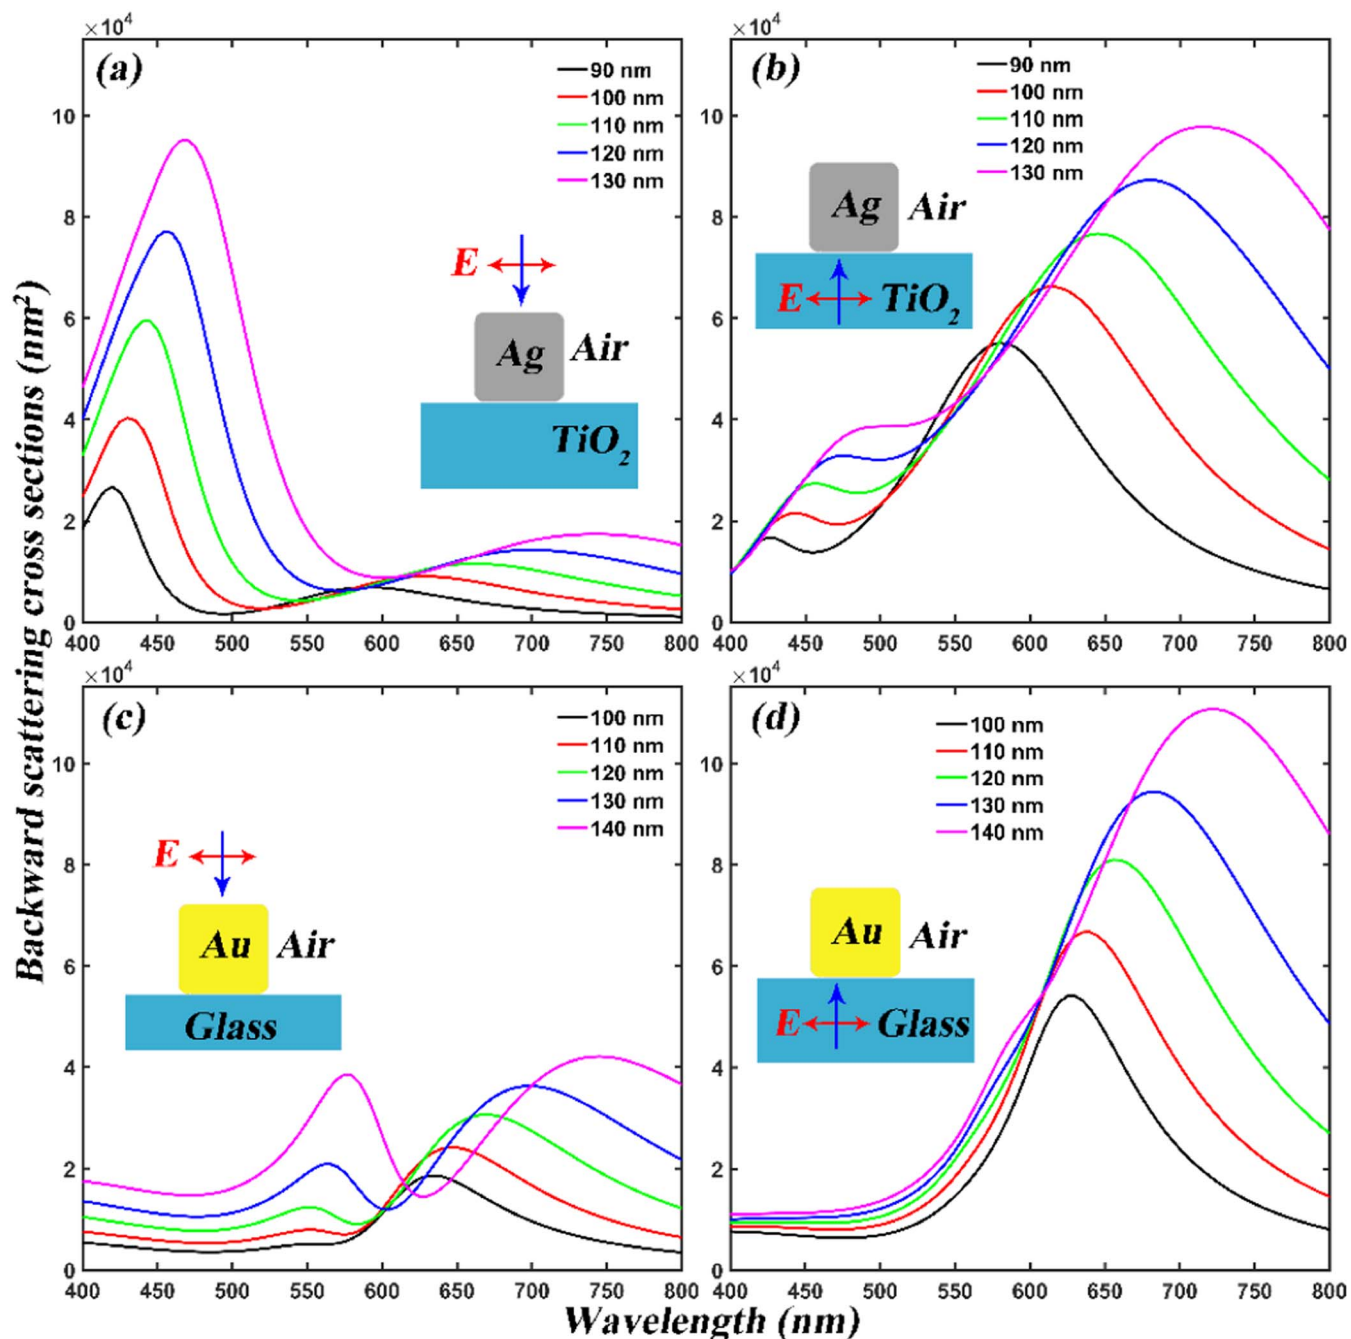 Backward scattering cross sections (nm²)
×10⁴
(a)
90 nm
100 nm
110 nm
120 nm
130 nm
E
Ag Air
TiO₂
10
8
6
4
2
0
400 450 500 550 600 650 700 750 800
×10⁴
(b)
90 nm
100 nm
110 nm
120 nm
130 nm
Ag Air
E TiO₂
10
8
6
4
2
0
400 450 500 550 600 650 700 750 800
×10⁴
(c)
100 nm
110 nm
120 nm
130 nm
140 nm
E
Au Air
Glass
10
8
6
4
2
0
400 450 500 550 600 650 700 750 800
×10⁴
(d)
100 nm
110 nm
120 nm
130 nm
140 nm
Au Air
E Glass
10
8
6
4
2
0
400 450 500 550 600 650 700 750 800
Wavelength (nm)